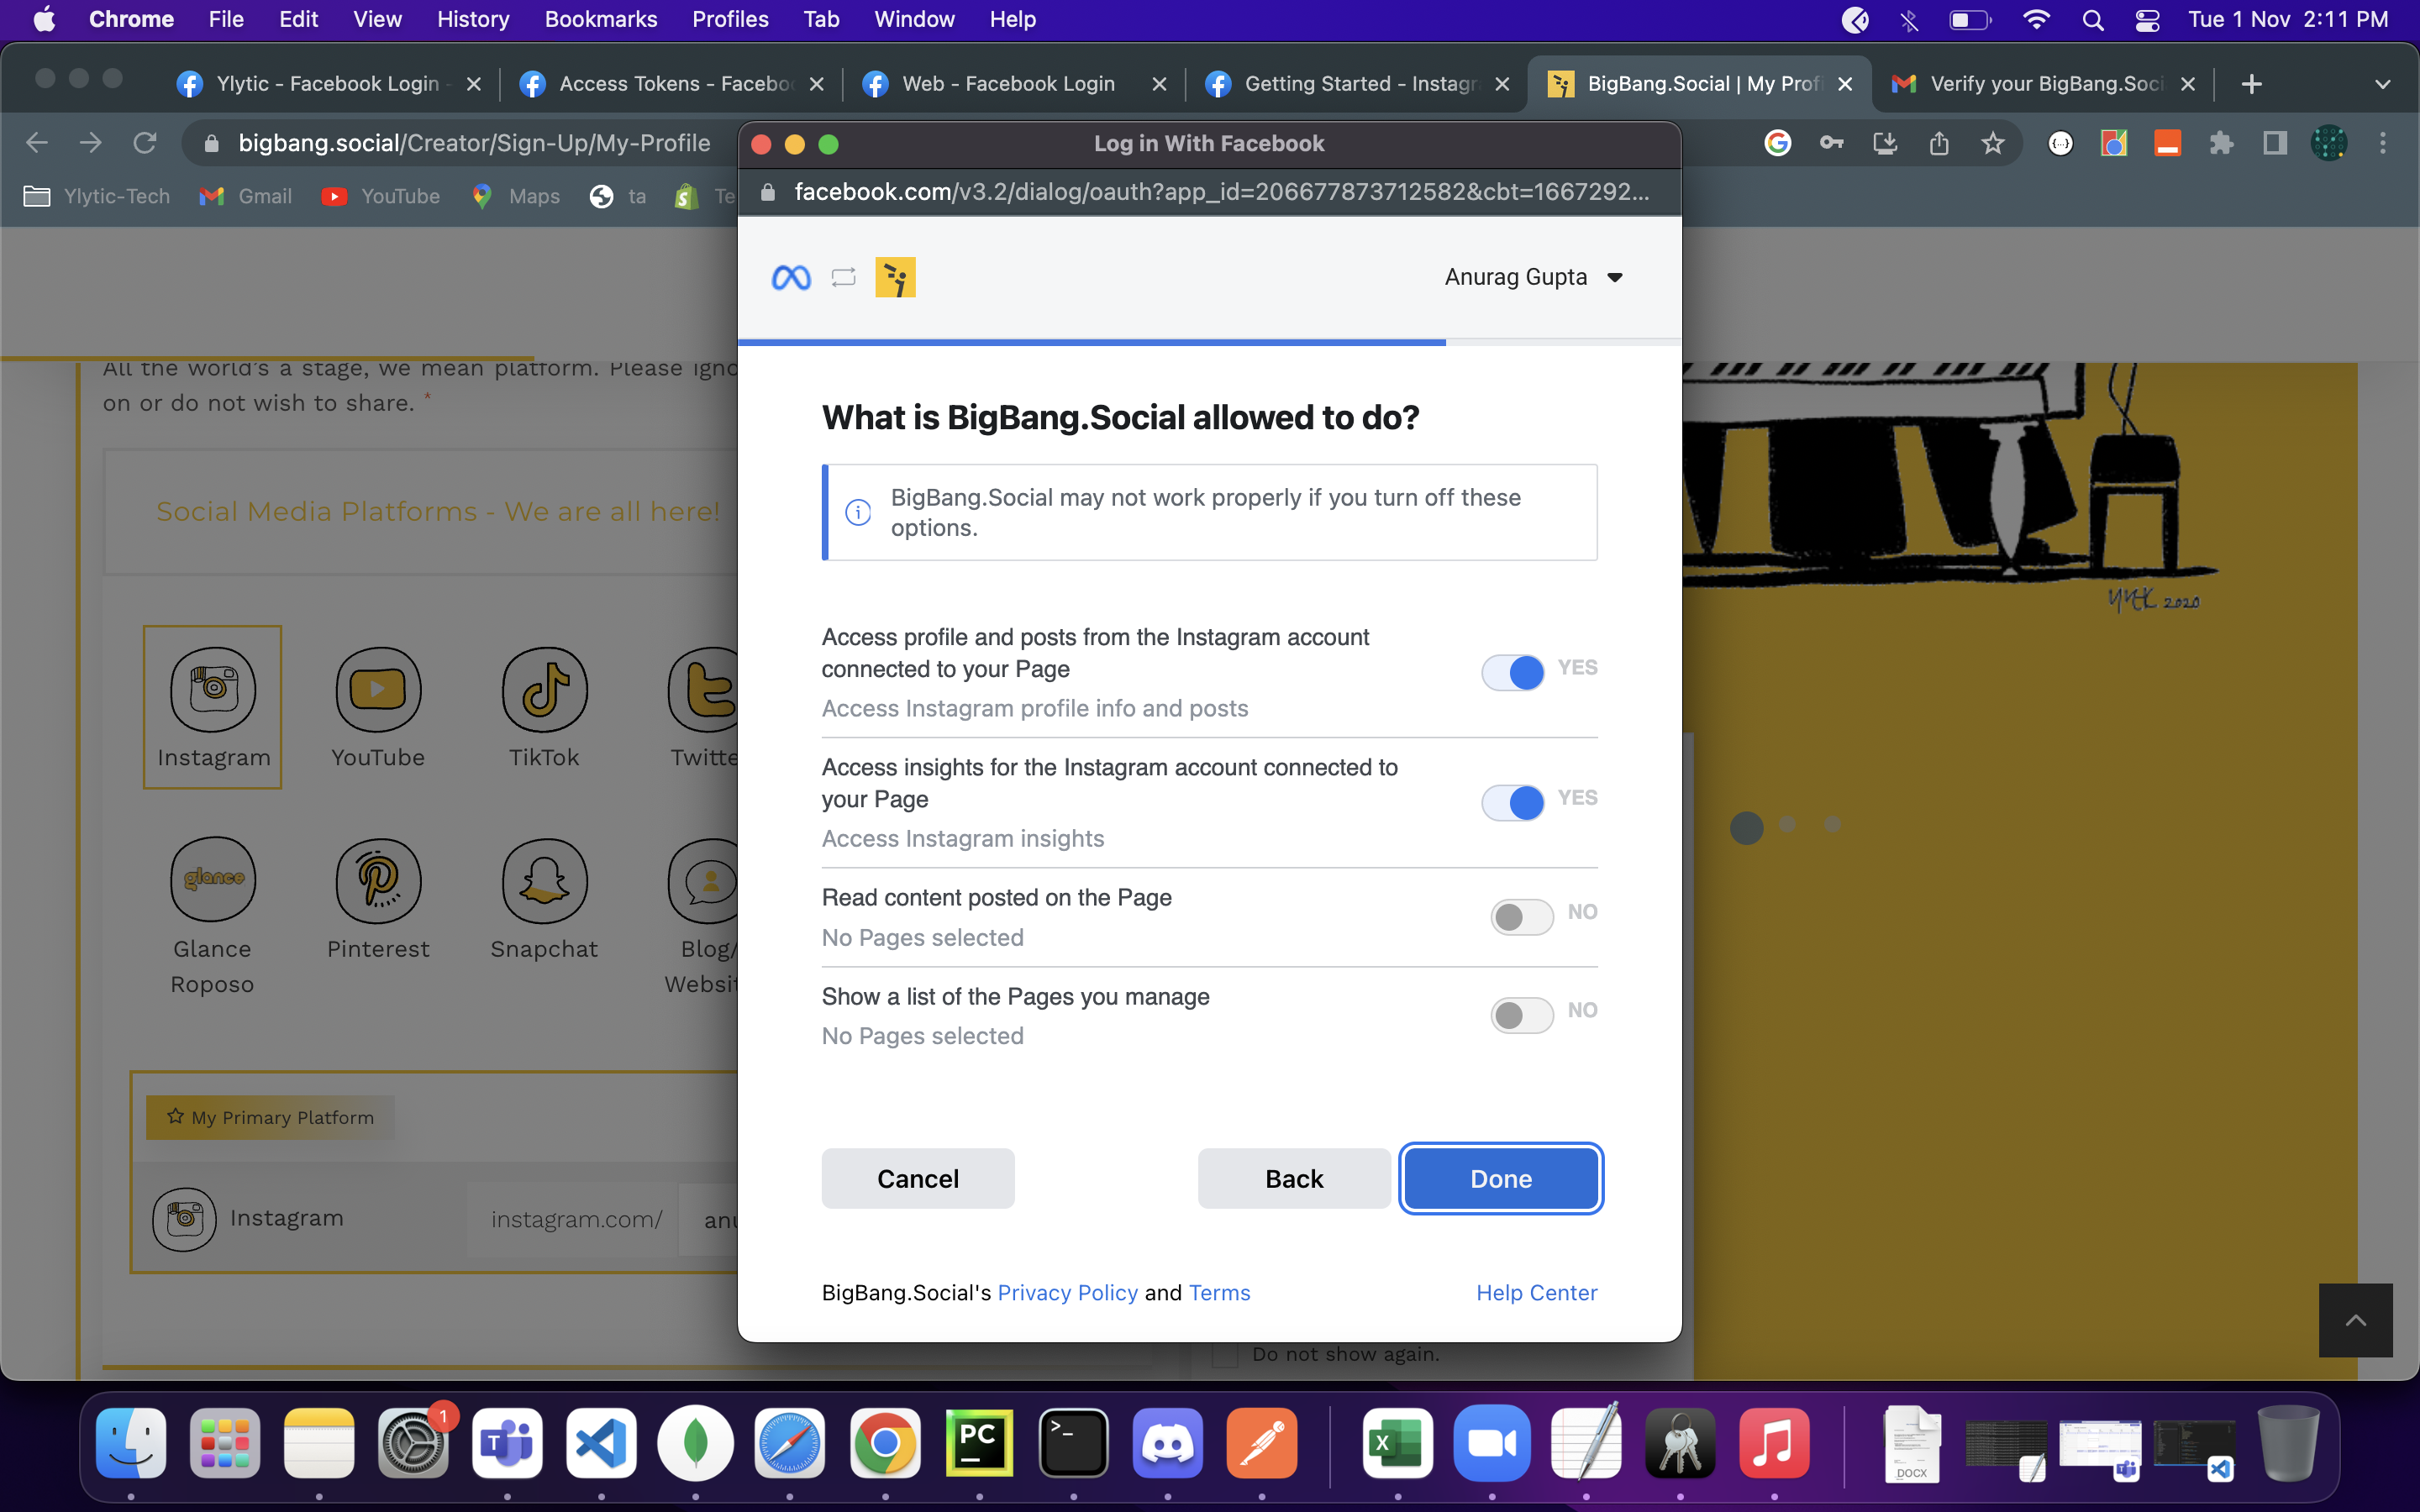 Chrome File Edit View History Bookmarks Profiles Tab Window Help Tue 1 Nov 2:11 PM
Ylytic - Facebook Login - Access Tokens - Facebo Web - Facebook Login Getting Started - Instagr BigBang.Social | My Profi Verify your BigBang.Soci
bigbang.social/Creator/Sign-Up/My-Profile
Ylytic-Tech Gmail YouTube Maps ta Te
Log in With Facebook
facebook.com/v3.2/dialog/oauth?app_id=206677873712582&cbt=1667292...
Anurag Gupta
All the world's a stage, we mean platform. Please igno
on or do not wish to share. *
Social Media Platforms - We are all here!
Instagram YouTube TikTok Twitte
glance
Glance Pinterest Snapchat Blog/
Roposo Websit
My Primary Platform
Instagram instagram.com/ anu
What is BigBang.Social allowed to do?
BigBang.Social may not work properly if you turn off these
options.
Access profile and posts from the Instagram account
connected to your Page
YES
Access Instagram profile info and posts
Access insights for the Instagram account connected to
your Page
YES
Access Instagram insights
Read content posted on the Page
NO
No Pages selected
Show a list of the Pages you manage
NO
No Pages selected
Cancel Back Done
BigBang.Social's Privacy Policy and Terms Help Center
Do not show again.
2020
1
PC
DOCX